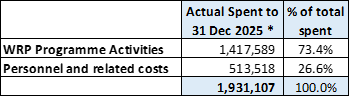 Actual Spent to 31 Dec 2025 * % of total spent
WRP Programme Activities 1,417,589 73.4%
Personnel and related costs 513,518 26.6%
1,931,107 100.0%